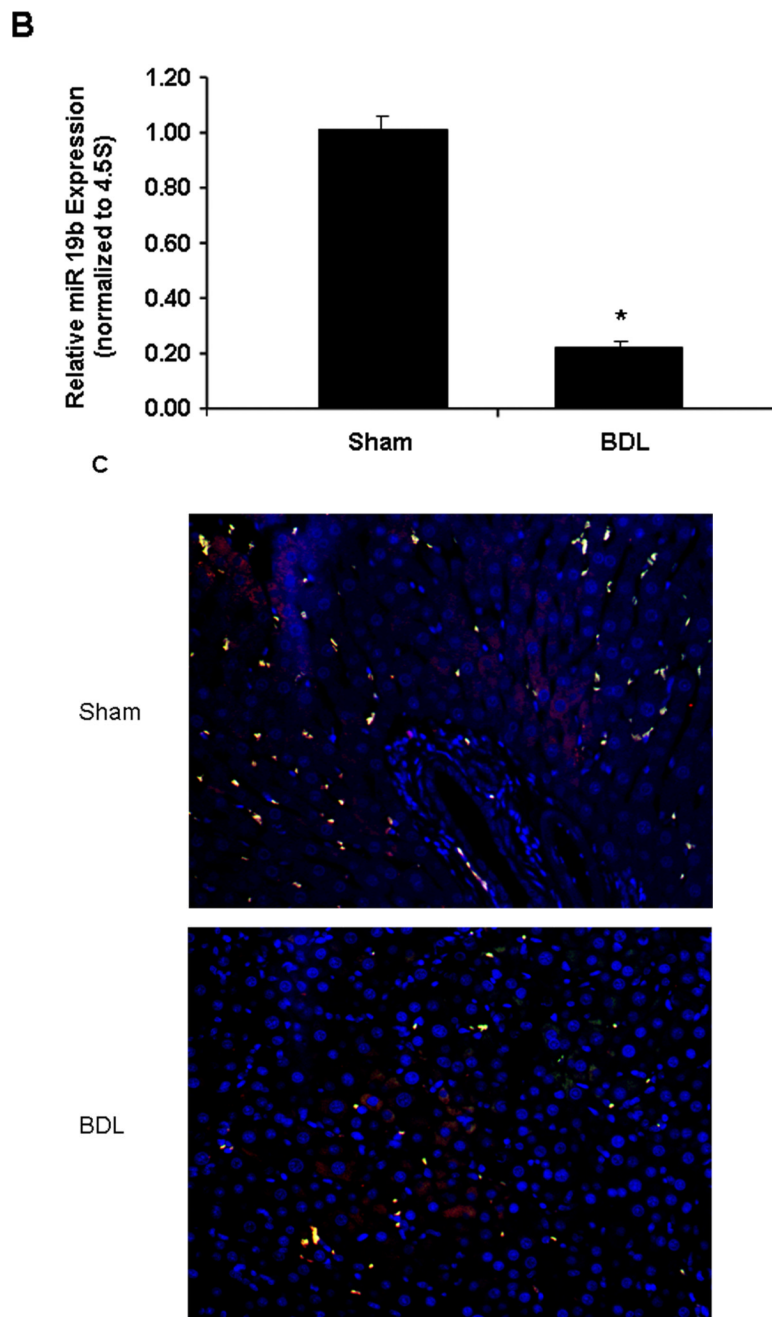 B
Relative miR 19b Expression
(normalized to 4.5S)
1.20
1.00
0.80
0.60
0.40
0.20
0.00
*
Sham
BDL
C
Sham
BDL